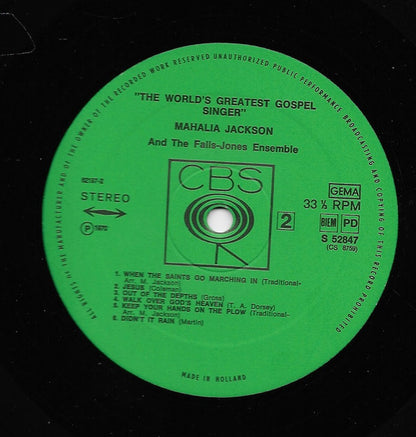 ALL RIGHTS OF THE MANUFACTURER AND OF THE OWNER OF THE RECORDED WORK RESERVED UNAUTHORIZED PUBLIC PERFORMANCE, BROADCASTING AND COPYING OF THIS RECORD PROHIBITED
"THE WORLD'S GREATEST GOSPEL
SINGER"
MAHALIA JACKSON
And The Falls-Jones Ensemble
CBS
GEMA
33 ⅓ RPM
BIEM PD
S 52847
(CS 8759)
2
STEREO
Ⓟ 1970
1. WHEN THE SAINTS GO MARCHING IN (Traditional-
Arr. M. Jackson)
2. JESUS (Coleman)
3. OUT OF THE DEPTHS (Gross)
4. WALK OVER GOD'S HEAVEN (T. A. Dorsey)
5. KEEP YOUR HANDS ON THE PLOW (Traditional-
Arr. M. Jackson)
6. DIDN'T IT RAIN (Martin)
MADE IN HOLLAND